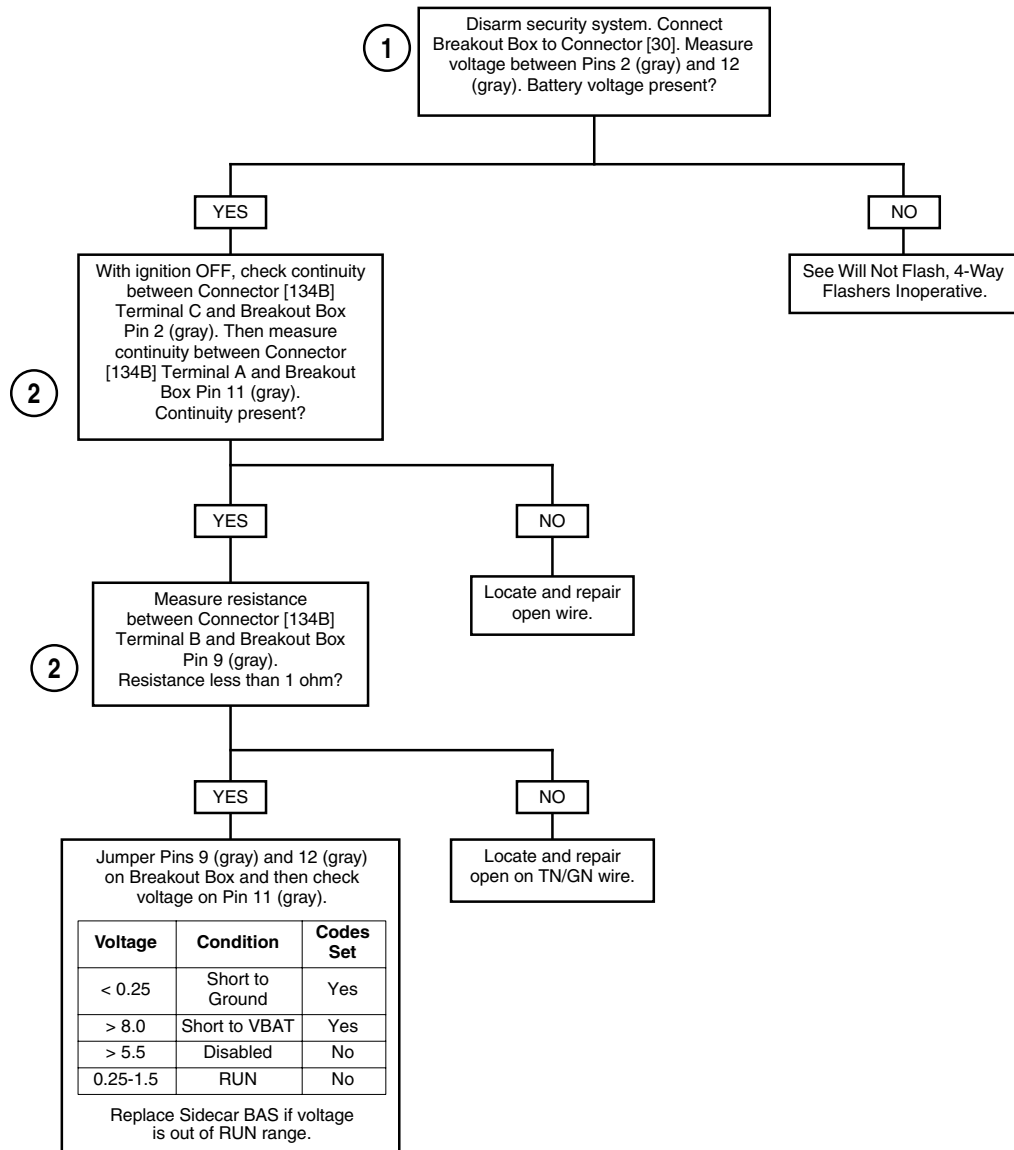 1
Disarm security system. Connect
Breakout Box to Connector [30]. Measure
voltage between Pins 2 (gray) and 12
(gray). Battery voltage present?
YES
NO
With ignition OFF, check continuity
between Connector [134B]
Terminal C and Breakout Box
Pin 2 (gray). Then measure
continuity between Connector
[134B] Terminal A and Breakout
Box Pin 11 (gray).
Continuity present?
See Will Not Flash, 4-Way
Flashers Inoperative.
2
YES
NO
Measure resistance
between Connector [134B]
Terminal B and Breakout Box
Pin 9 (gray).
Resistance less than 1 ohm?
Locate and repair
open wire.
2
YES
NO
Jumper Pins 9 (gray) and 12 (gray)
on Breakout Box and then check
voltage on Pin 11 (gray).
Locate and repair
open on TN/GN wire.
Voltage Condition Codes
Set
< 0.25 Short to
Ground Yes
> 8.0 Short to VBAT Yes
> 5.5 Disabled No
0.25-1.5 RUN No
Replace Sidecar BAS if voltage
is out of RUN range.